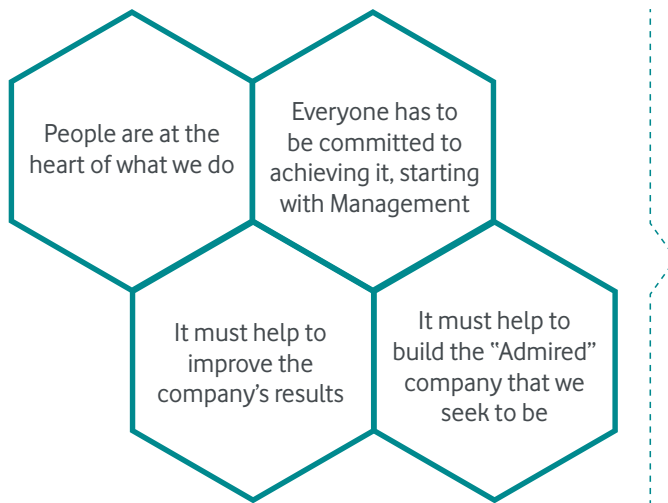 People are at the
heart of what we do
Everyone has to
be committed to
achieving it, starting
with Management
It must help to
improve the
company’s results
It must help to
build the “Admired”
company that we
seek to be